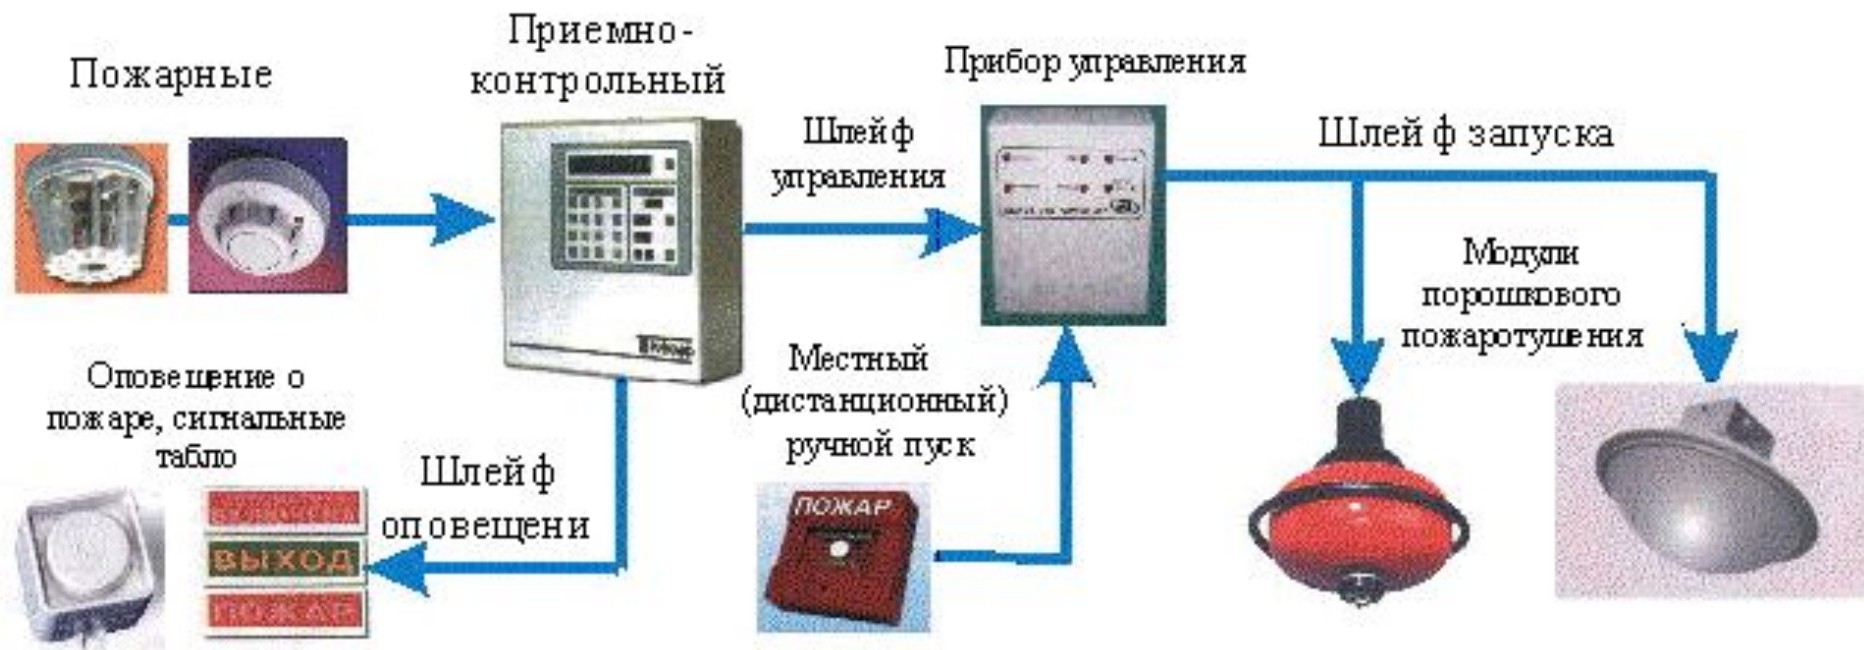 Пожарные
Приемно-
контрольный
Прибор управления
Шлейф
управления
Шлейф запуска
Модули
порошкового
пожаротушения
Местный
(дистанционный)
ручной пуск
ПОЖАР
Оповещение о
пожаре, сигнальные
табло
Шлейф
оповещени
ВЫХОД
ПОЖАР